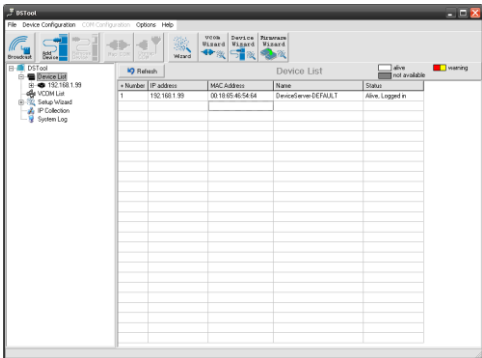 DSTool
File Device Configuration COM Configuration Options Help
Broadcast
Add Device
Wizard
VCOM Wizard
Device Wizard
Firmware Wizard
DSTool
Device List
192.168.1.99
VCOM List
Setup Wizard
IP Collection
System Log
Refresh
Device List
alive
not available
warning
Number IP address MAC Address Name Status
1 192.168.1.99 00:18:65:46:54:64 DeviceServer-DEFAULT Alive, Logged in